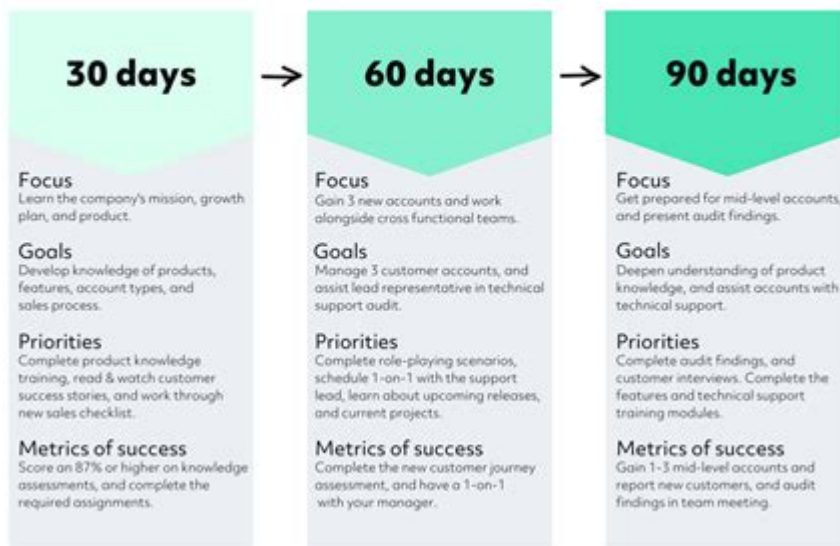 30 days
Focus
Learn the company's mission, growth
plan, and product.
Goals
Develop knowledge of products,
features, account types, and
sales process.
Priorities
Complete product knowledge
training, read & watch customer
success stories, and work through
new sales checklist.
Metrics of success
Score an 87% or higher on knowledge
assessments, and complete the
required assignments.
60 days
Focus
Gain 3 new accounts and work
alongside cross functional teams.
Goals
Manage 3 customer accounts, and
assist lead representative in technical
support audit.
Priorities
Complete role-playing scenarios,
schedule 1-on-1 with the support
lead, learn about upcoming releases,
and current projects.
Metrics of success
Complete the new customer journey
assessment, and have a 1-on-1
with your manager.
90 days
Focus
Get prepared for mid-level accounts,
and present audit findings.
Goals
Deepen understanding of product
knowledge, and assist accounts with
technical support.
Priorities
Complete audit findings, and
customer interviews. Complete the
features and technical support
training modules.
Metrics of success
Gain 1-3 mid-level accounts and
report new customers, and audit
findings in team meeting.